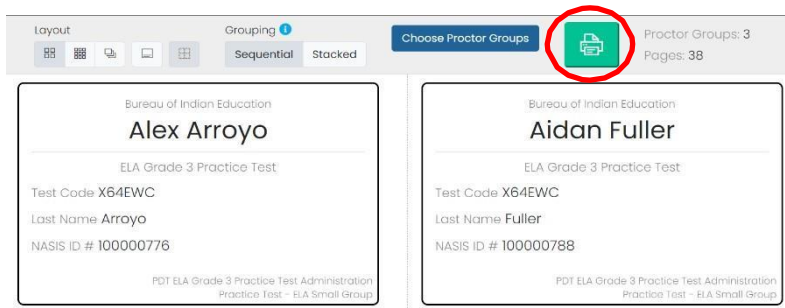 Layout
Grouping
Sequential Stacked
Choose Proctor Groups
Proctor Groups: 3
Pages: 38
Bureau of Indian Education
Alex Arroyo
ELA Grade 3 Practice Test
Test Code X64EWC
Last Name Arroyo
NASIS ID # 100000776
PDT ELA Grade 3 Practice Test Administration
Practice Test - ELA Small Group
Bureau of Indian Education
Aidan Fuller
ELA Grade 3 Practice Test
Test Code X64EWC
Last Name Fuller
NASIS ID # 100000788
PDT ELA Grade 3 Practice Test Administration
Practice Test - ELA Small Group